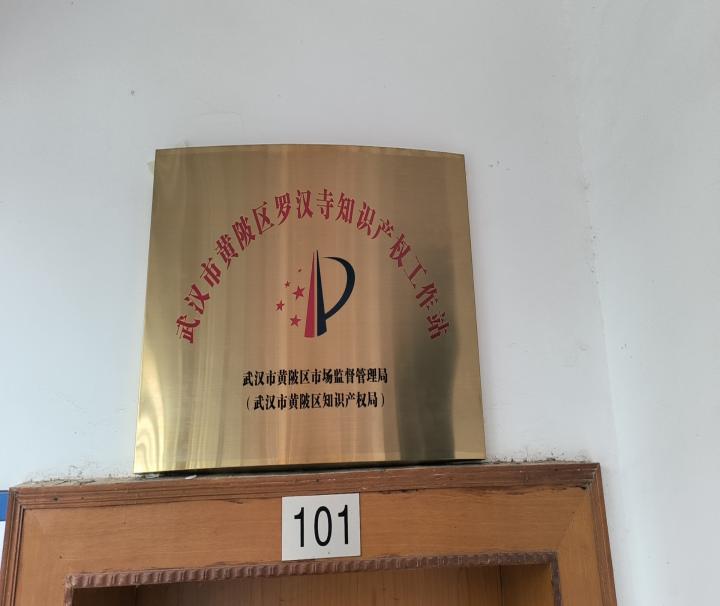 武汉市黄陂区罗汉寺知识产权工作站
武汉市黄陂区市场监督管理局
（武汉市黄陂区知识产权局）
101